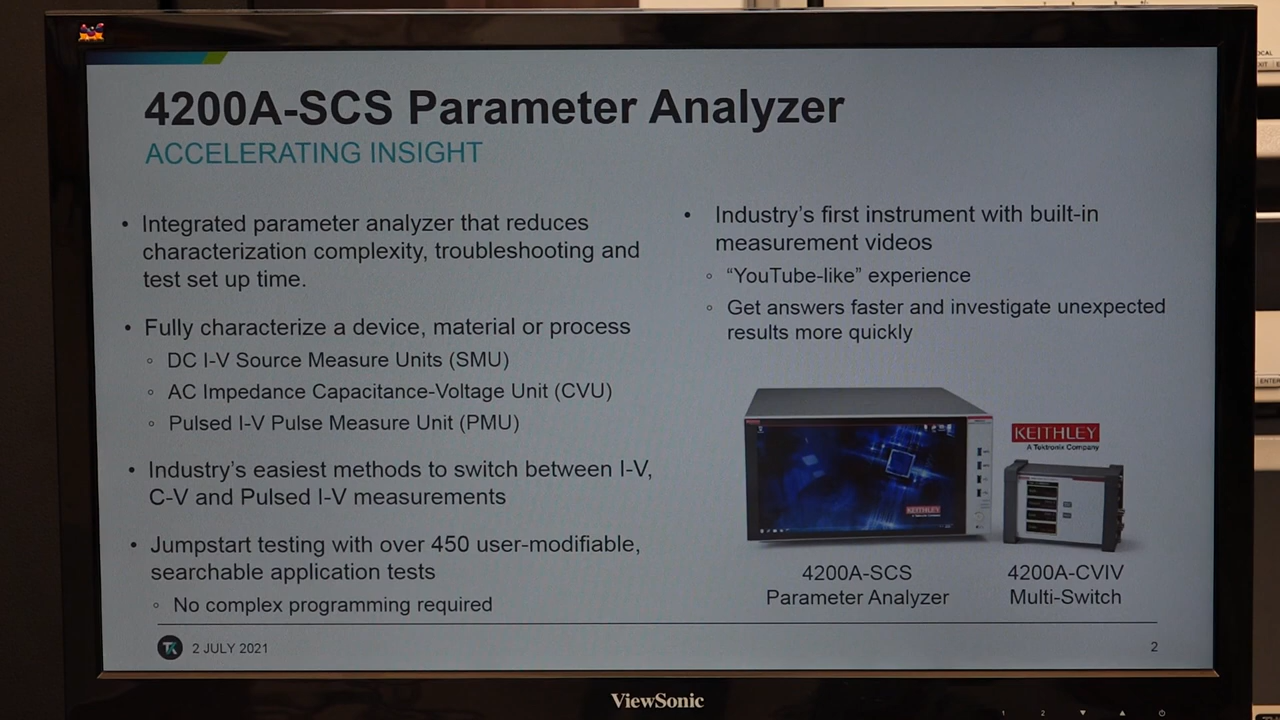 4200A-SCS Parameter Analyzer
ACCELERATING INSIGHT
• Integrated parameter analyzer that reduces
characterization complexity, troubleshooting and
test set up time.
• Fully characterize a device, material or process
◦ DC I-V Source Measure Units (SMU)
◦ AC Impedance Capacitance-Voltage Unit (CVU)
◦ Pulsed I-V Pulse Measure Unit (PMU)
• Industry's easiest methods to switch between I-V,
C-V and Pulsed I-V measurements
• Jumpstart testing with over 450 user-modifiable,
searchable application tests
◦ No complex programming required
• Industry's first instrument with built-in
measurement videos
◦ “YouTube-like” experience
◦ Get answers faster and investigate unexpected
results more quickly
KEITHLEY
A Tektronix Company
KEITHLEY
4200A-SCS
Parameter Analyzer
4200A-CVIV
Multi-Switch
2 JULY 2021
2
ViewSonic
1
2
ENTER